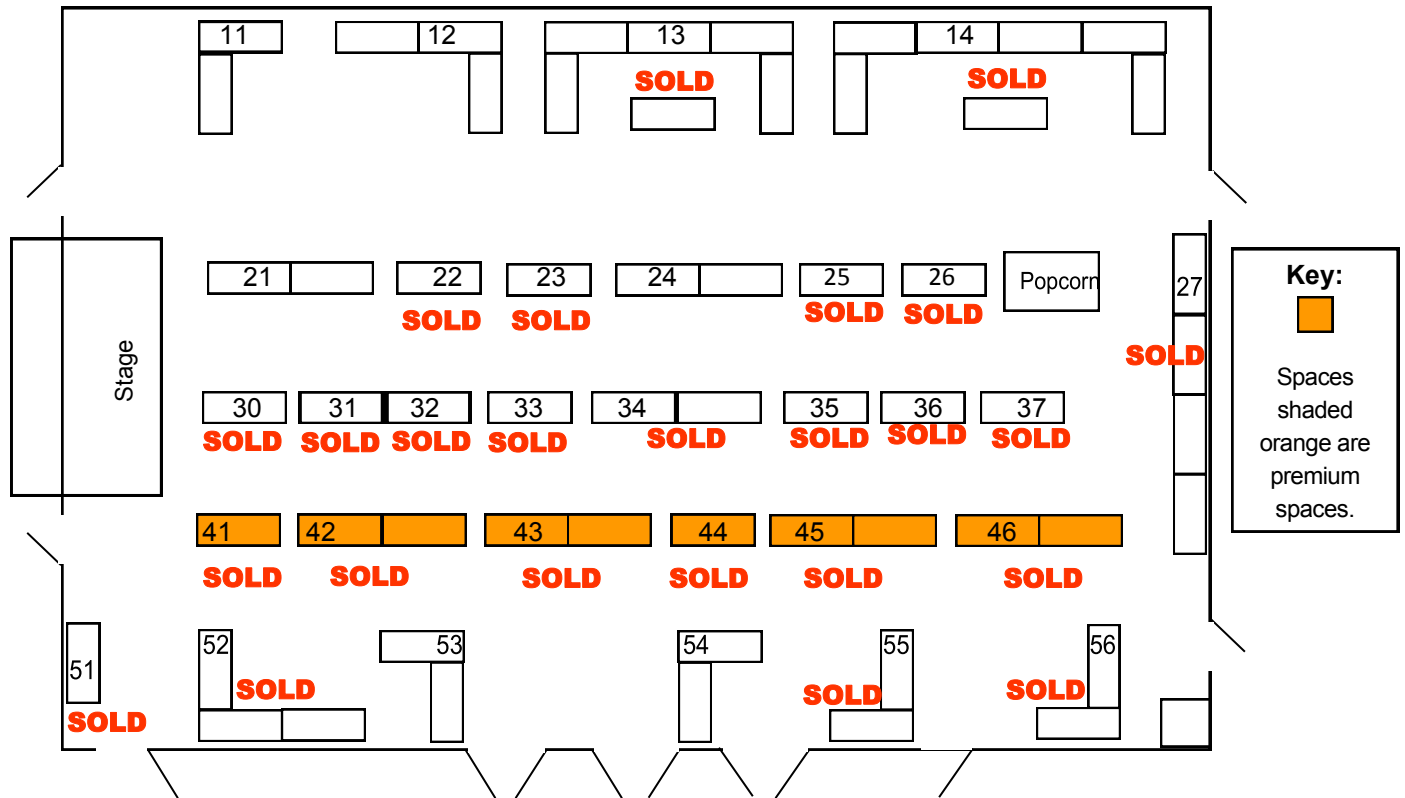 11 12 13 14
SOLD SOLD
21 22 23 24 25 26 Popcorn 27
SOLD SOLD SOLD SOLD
SOLD
Stage
30 31 32 33 34 35 36 37
SOLD SOLD SOLD SOLD SOLD SOLD SOLD SOLD
41 42 43 44 45 46
SOLD SOLD SOLD SOLD SOLD SOLD
51 52 53 54 55 56
SOLD SOLD SOLD SOLD
Key:
Spaces
shaded
orange are
premium
spaces.